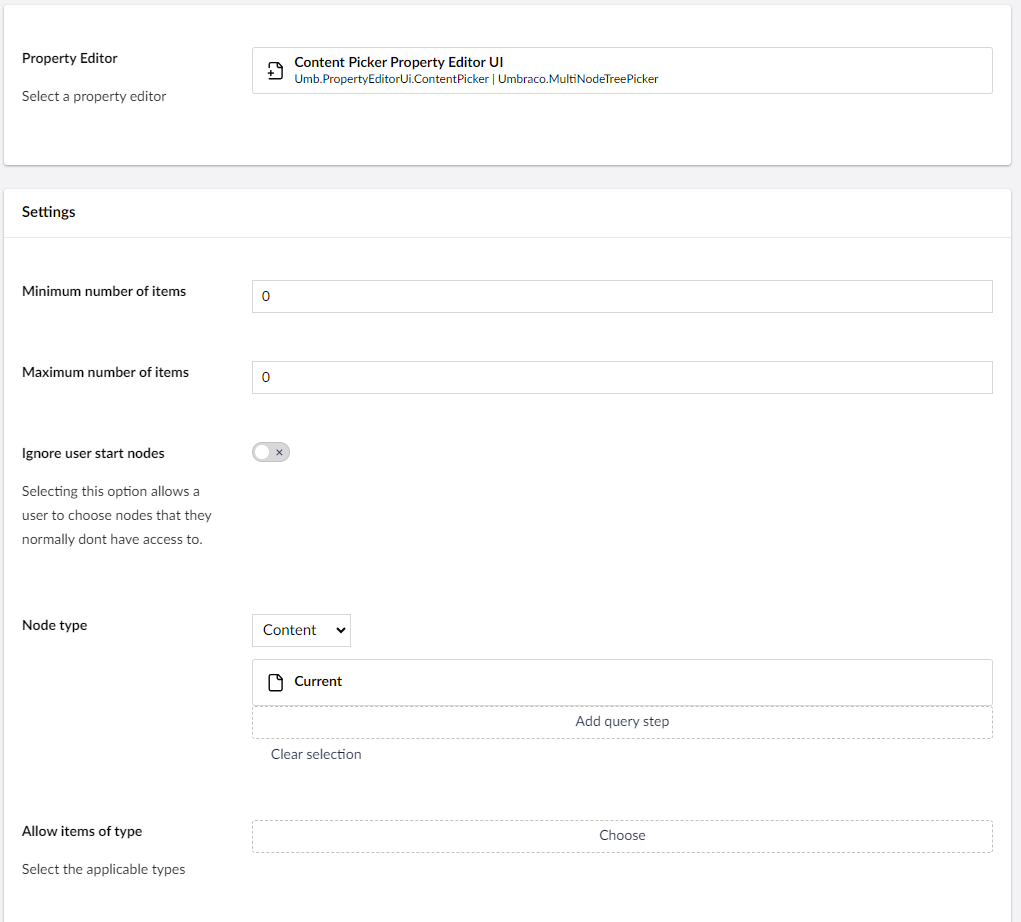 Property Editor
Select a property editor
Content Picker Property Editor UI
Umb.PropertyEditorUi.ContentPicker | Umbraco.MultiNodeTreePicker
Settings
Minimum number of items
0
Maximum number of items
0
Ignore user start nodes
Selecting this option allows a
user to choose nodes that they
normally dont have access to.
Node type
Content
Current
Add query step
Clear selection
Allow items of type
Select the applicable types
Choose